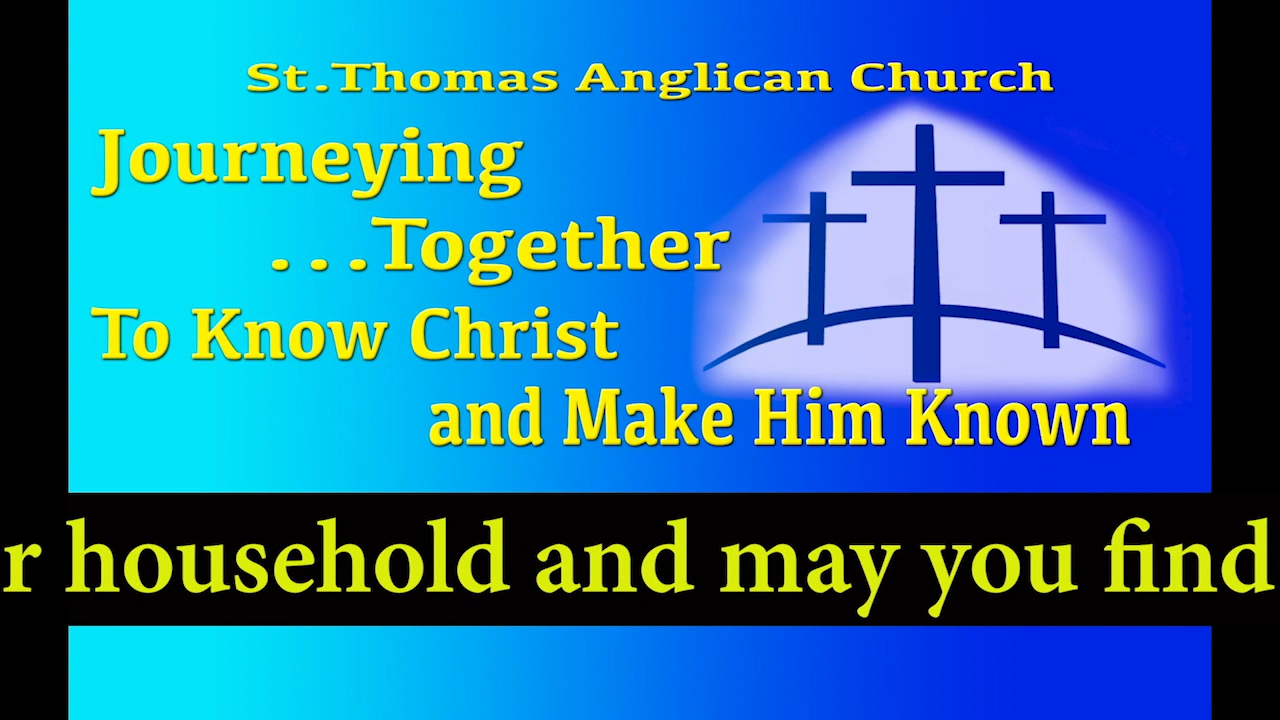 St.Thomas Anglican Church
Journeying
...Together
To Know Christ
and Make Him Known
r household and may you find